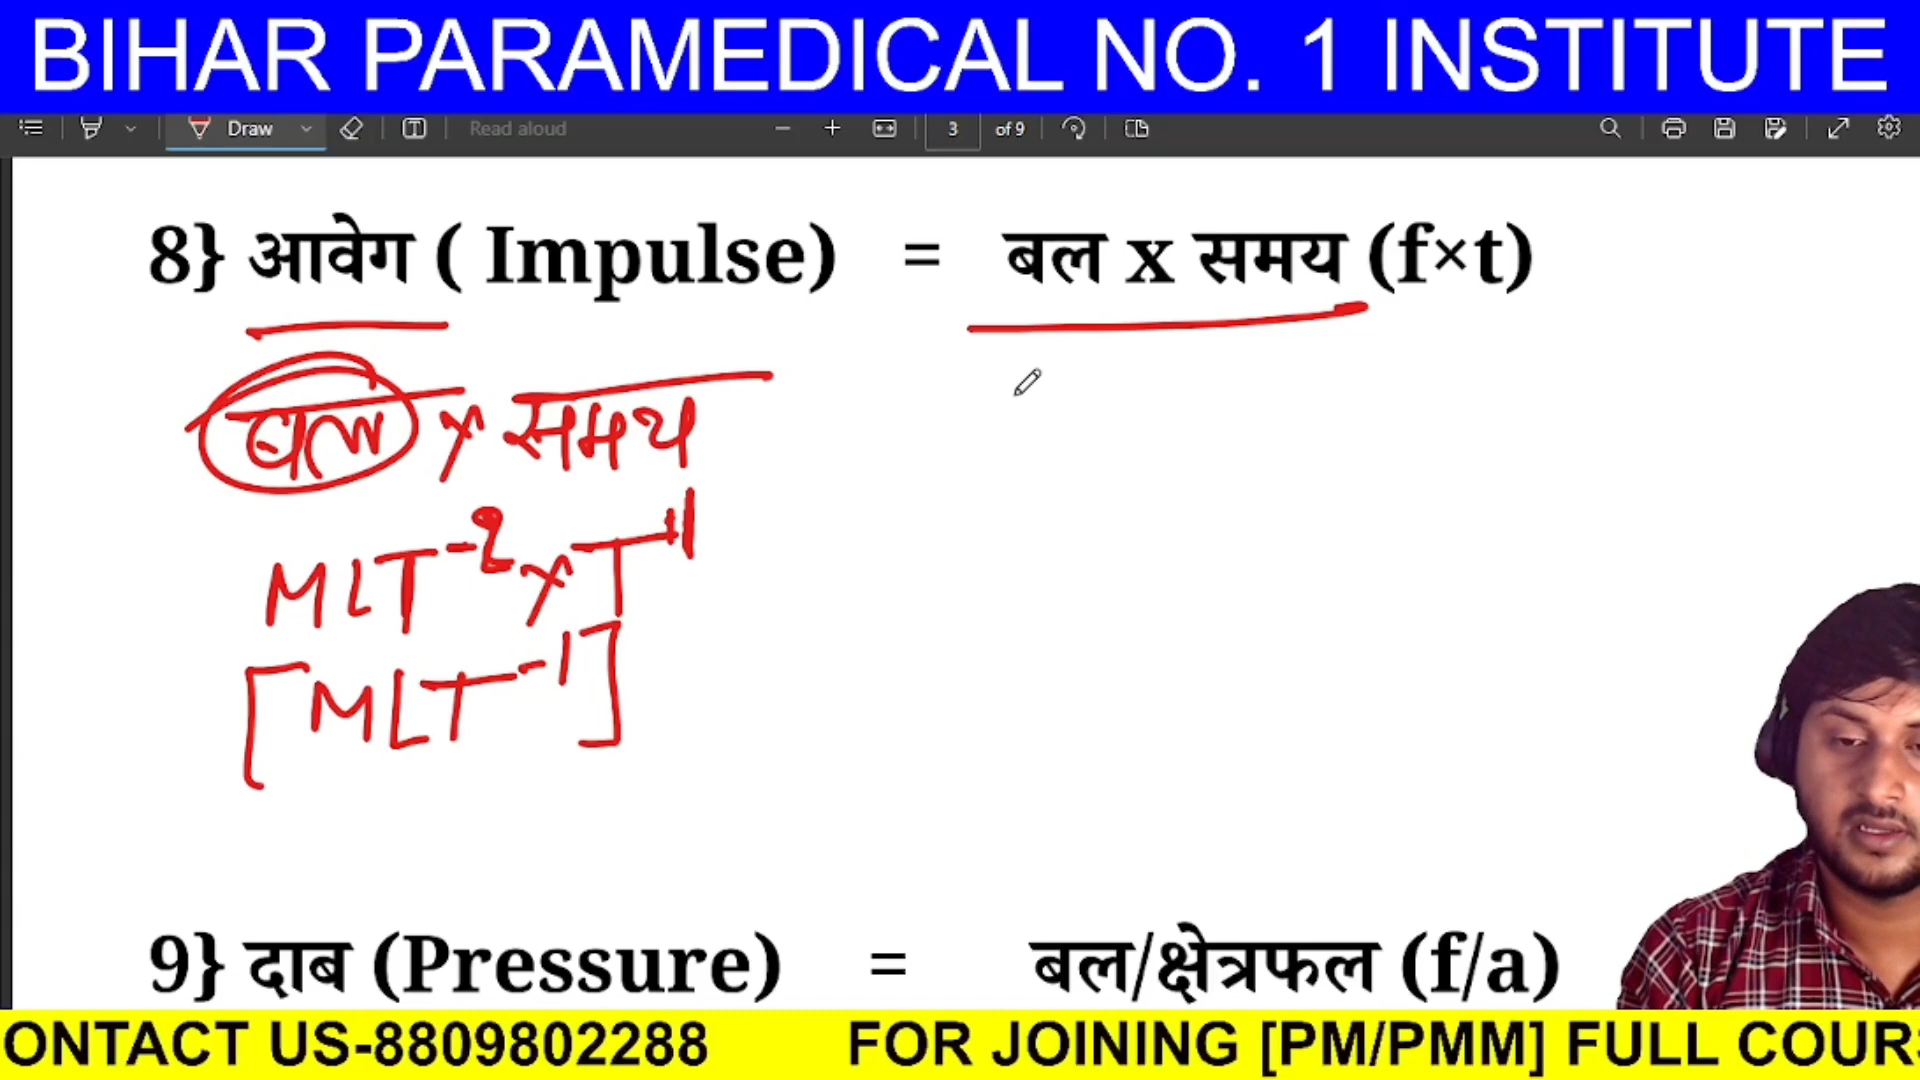 BIHAR PARAMEDICAL NO. 1 INSTITUTE
Draw Read aloud 3 of 9
8} आवेग ( Impulse) = बल x समय (f×t)
बल x समय
MLT⁻² x T⁺¹
[MLT⁻¹]
9} दाब (Pressure) = बल/क्षेत्रफल (f/a)
ONTACT US-8809802288 FOR JOINING [PM/PMM] FULL COUR